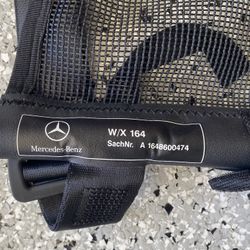 W/X 164
Mercedes-Benz
SachNr. A 1648600474